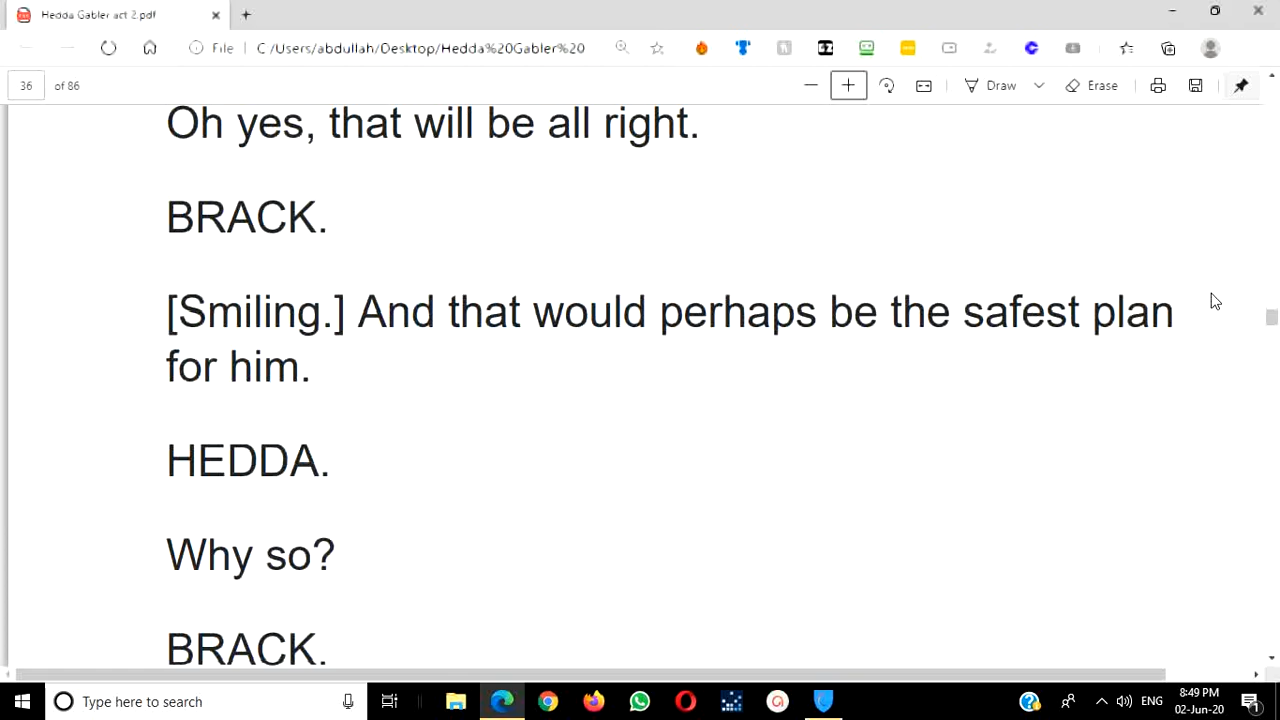 Hedda Gabler act 2.pdf
File
C:/Users/abdullah/Desktop/Hedda%20Gabler%20
36 of 86
Draw
Erase
Oh yes, that will be all right.
BRACK.
[Smiling.] And that would perhaps be the safest plan
for him.
HEDDA.
Why so?
BRACK.
Type here to search
ENG
8:49 PM
02-Jun-20
1